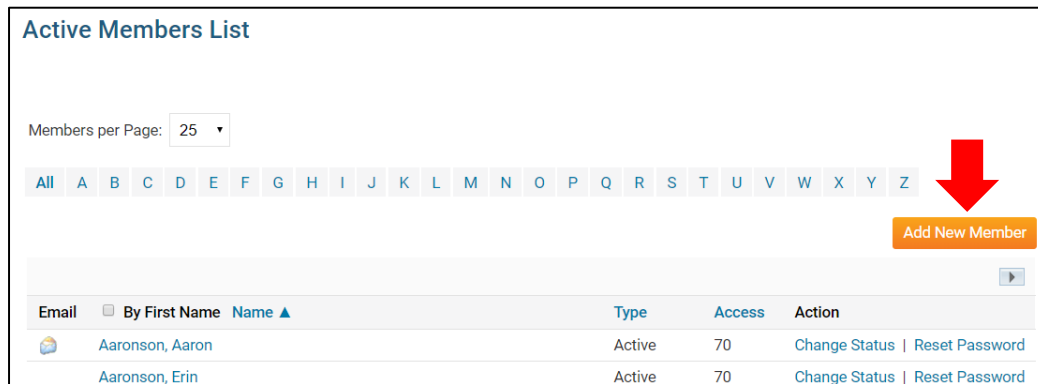 Active Members List
Members per Page: 25
All A B C D E F G H I J K L M N O P Q R S T U V W X Y Z
Add New Member
Email By First Name Name ▲ Type Access Action
Aaronson, Aaron Active 70 Change Status | Reset Password
Aaronson, Erin Active 70 Change Status | Reset Password